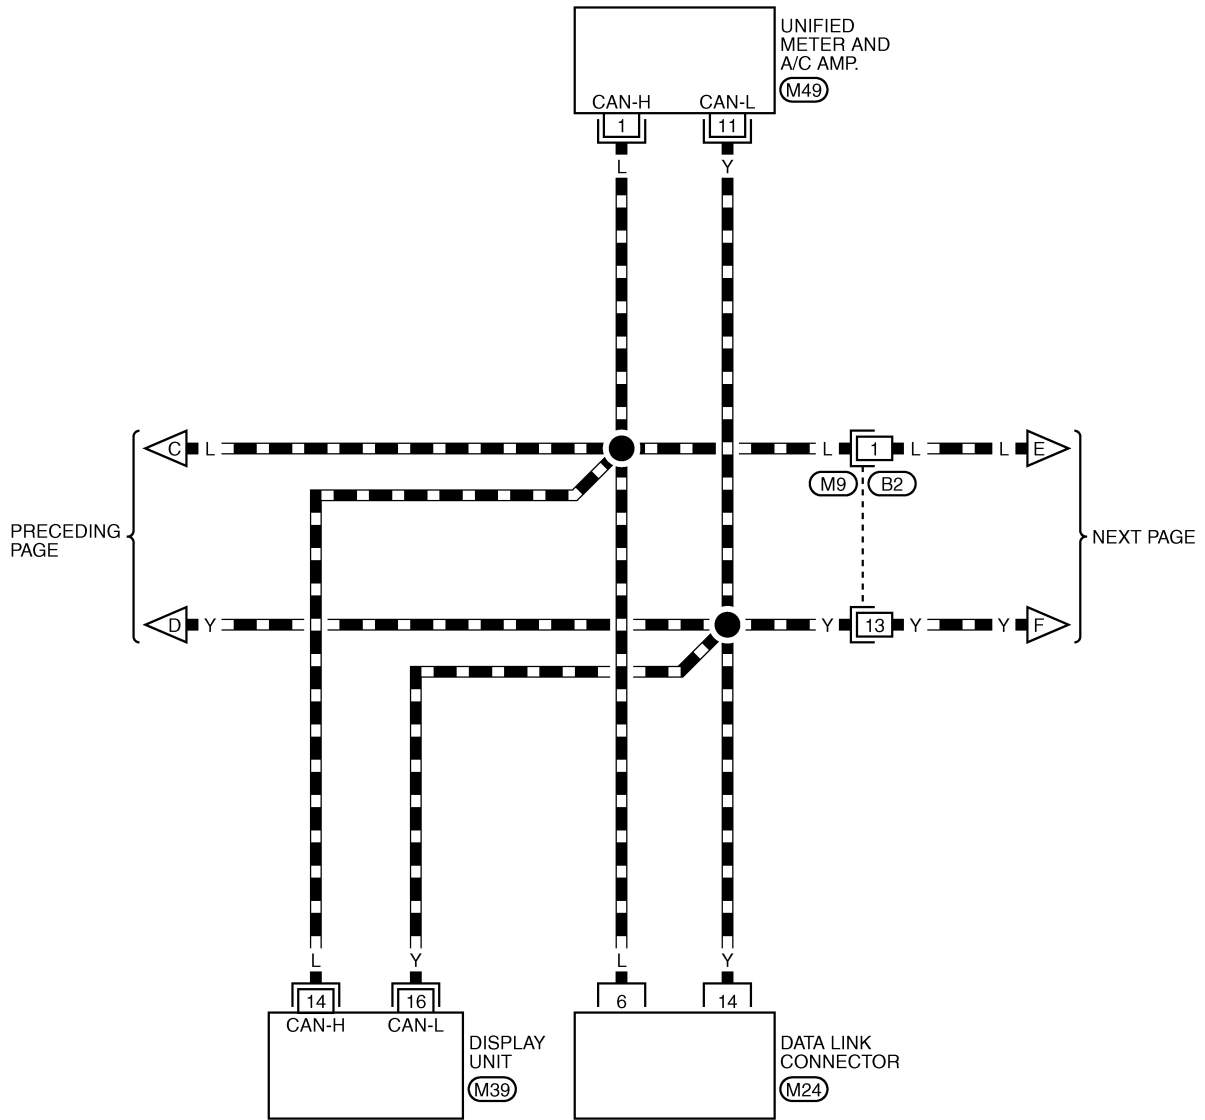 UNIFIED
METER AND
A/C AMP.
M49
CAN-H CAN-L
1 11
L Y
C L L 1 L L E
M9 B2
PRECEDING
PAGE
NEXT PAGE
D Y Y 13 Y Y F
L Y L Y
14 16 6 14
CAN-H CAN-L
DISPLAY
UNIT
M39
DATA LINK
CONNECTOR
M24